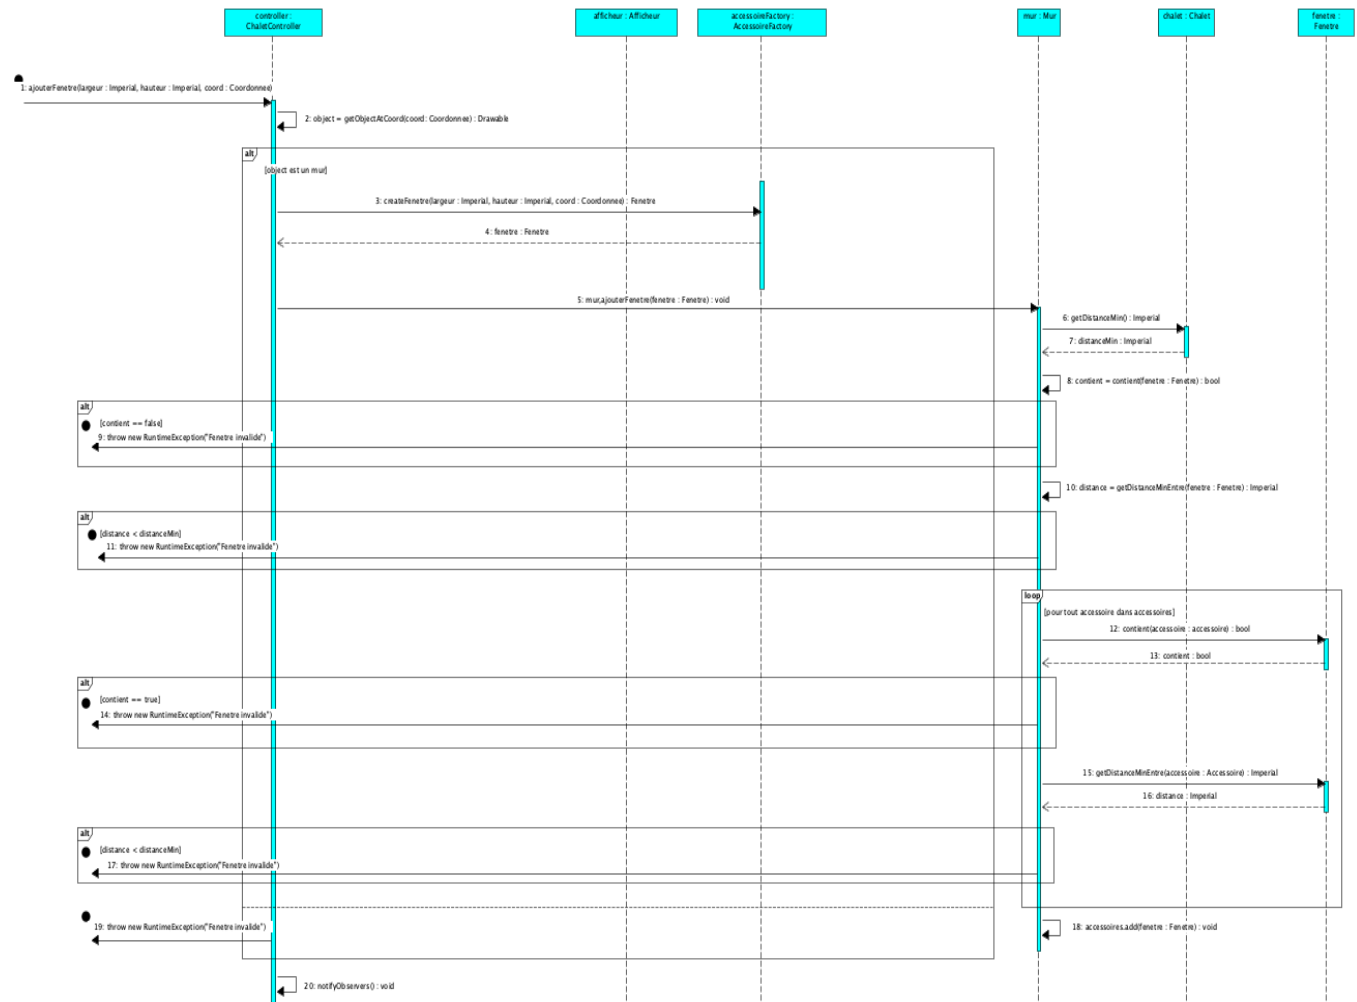 controller :
ChaletController
afficheur : Afficheur
accessoireFactory :
AccessoireFactory
mur : Mur
chalet : Chalet
fenetre :
Fenetre
1: ajouterFenetre(largeur : Imperial, hauteur : Imperial, coord : Coordonnee)
2: object = getObjectAtCoord(coord: Coordonnee) : Drawable
alt
[object est un mur]
3: createFenetre(largeur : Imperial, hauteur : Imperial, coord : Coordonnee) : Fenetre
4: fenetre : Fenetre
5: mur,ajouterFenetre(fenetre : Fenetre) : void
6: getDistanceMin() : Imperial
7: distanceMin : Imperial
8: contient = contient(fenetre : Fenetre) : bool
alt
[contient == false]
9: throw new RuntimeException("Fenetre invalide")
10: distance = getDistanceMinEntre(fenetre : Fenetre) : Imperial
alt
[distance < distanceMin]
11: throw new RuntimeException("Fenetre invalide")
loop
[pour tout accessoire dans accessoires]
12: contient(accessoire : accessoire) : bool
13: contient : bool
alt
[contient == true]
14: throw new RuntimeException("Fenetre invalide")
15: getDistanceMinEntre(accessoire : Accessoire) : Imperial
16: distance : Imperial
alt
[distance < distanceMin]
17: throw new RuntimeException("Fenetre invalide")
19: throw new RuntimeException("Fenetre invalide")
18: accessoires.add(fenetre : Fenetre) : void
20: notifyObservers() : void